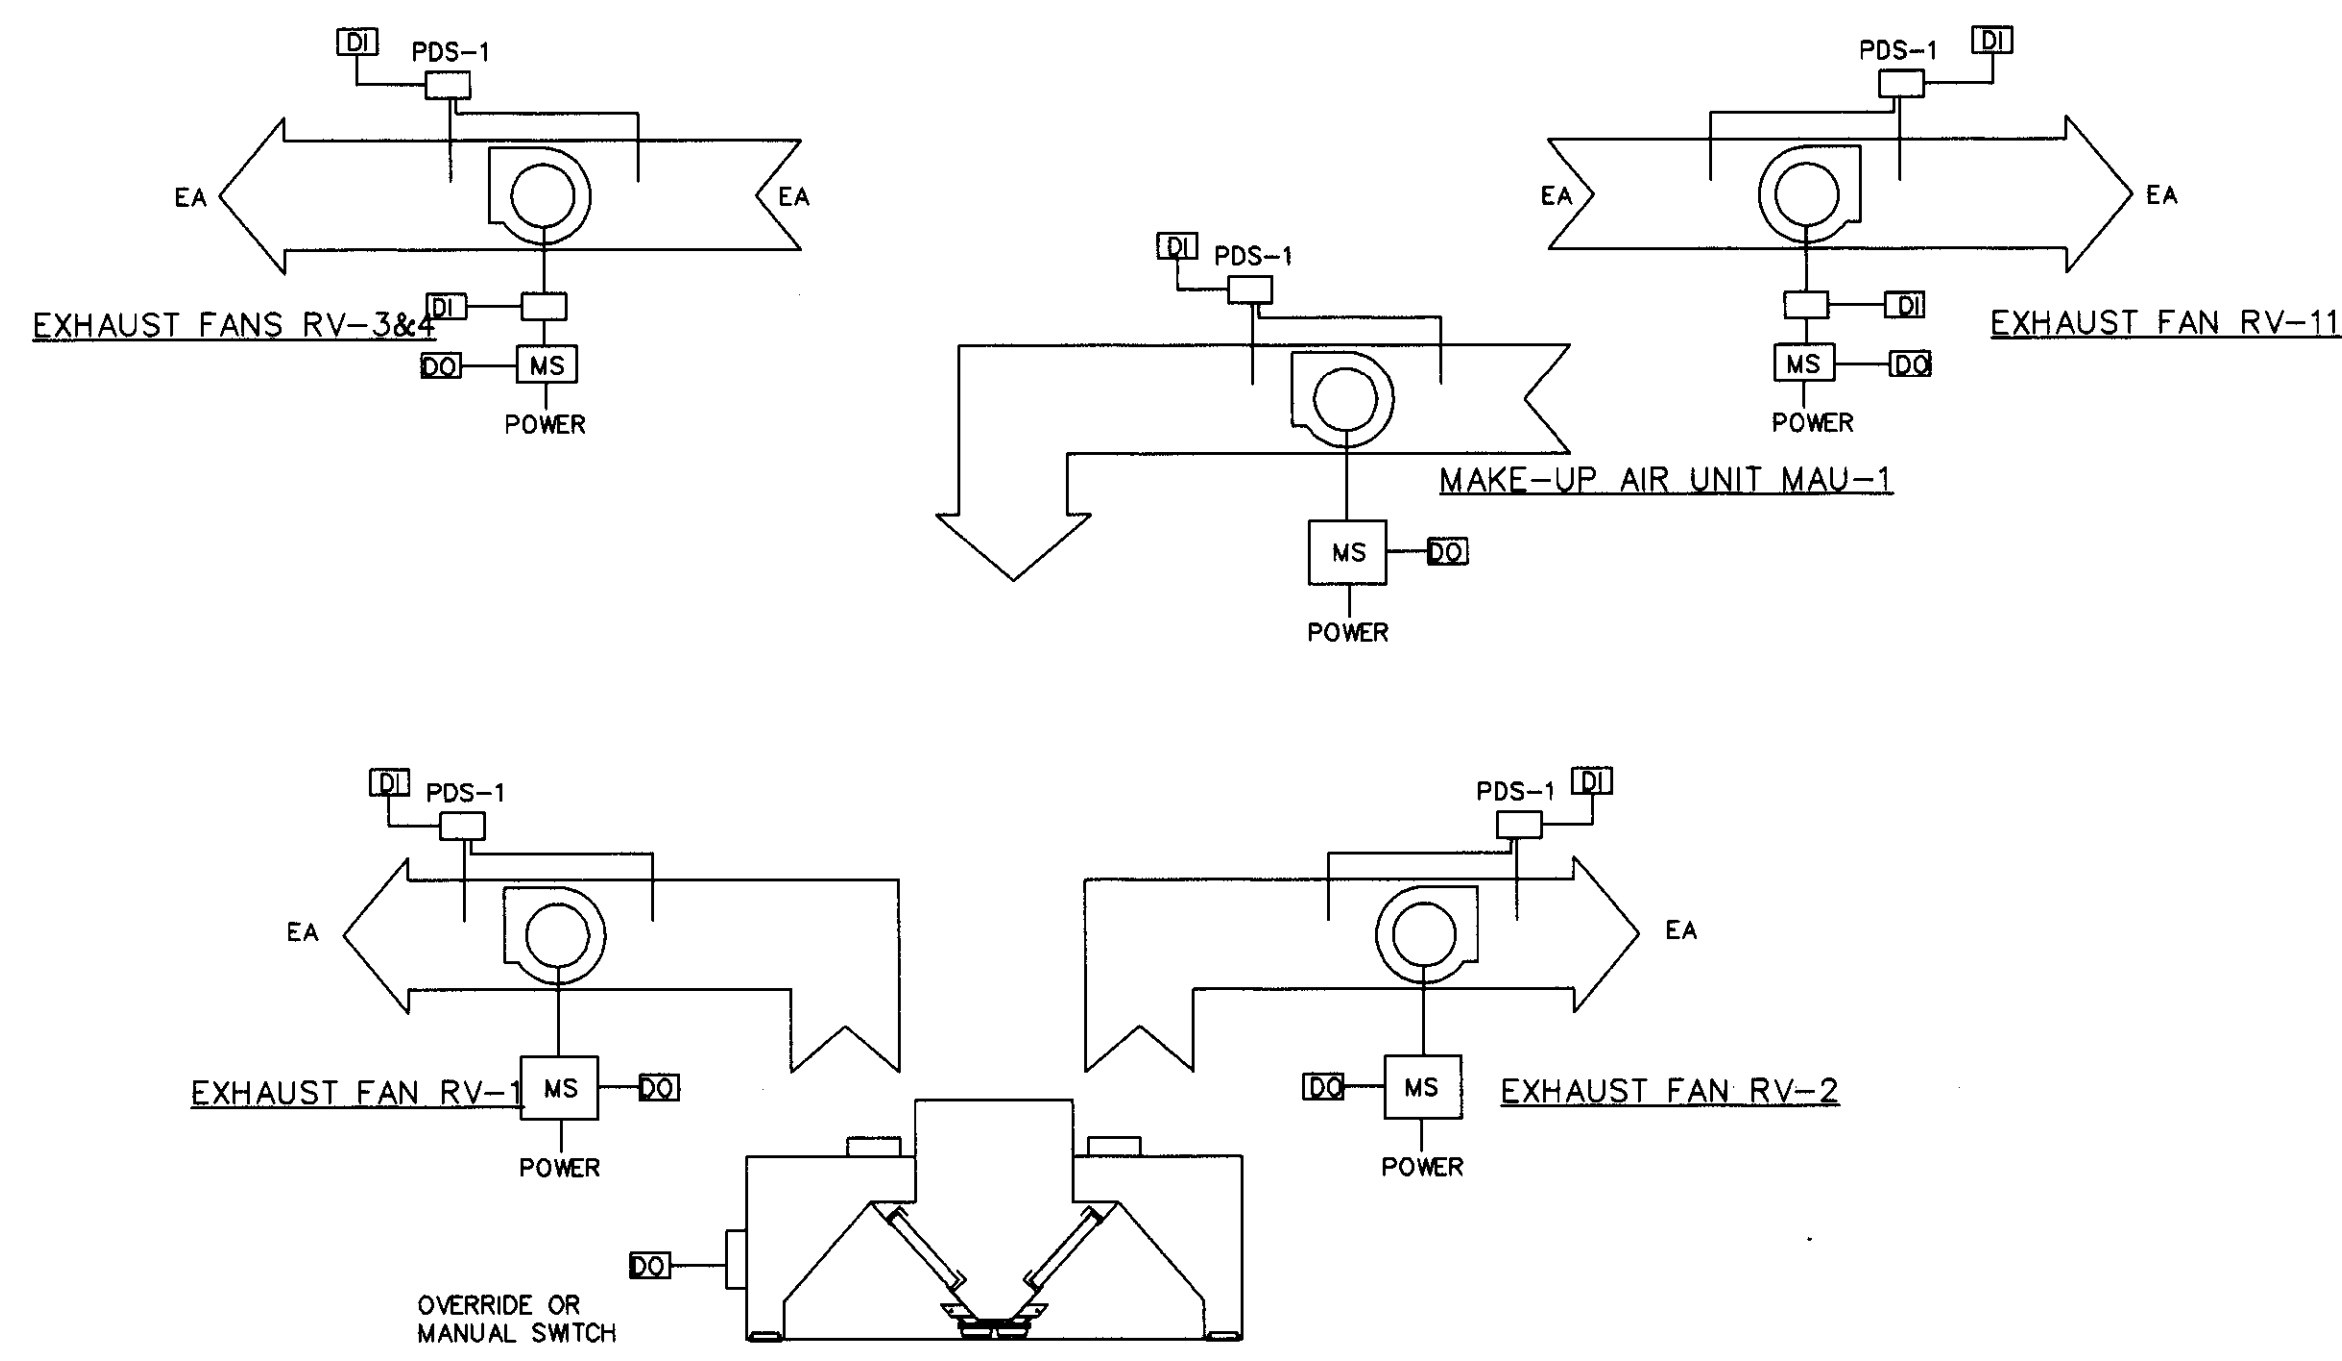 DI
PDS-1
EA
EA
DI
EXHAUST FANS RV-3&4
DO
MS
POWER
PDS-1
DI
EA
EA
DI
EXHAUST FAN RV-11
MS
DO
POWER
DI
PDS-1
MAKE-UP AIR UNIT MAU-1
MS
DO
POWER
DI
PDS-1
EA
EXHAUST FAN RV-1
MS
DO
POWER
PDS-1
DI
EA
DO
MS
EXHAUST FAN RV-2
POWER
DO
OVERRIDE OR
MANUAL SWITCH